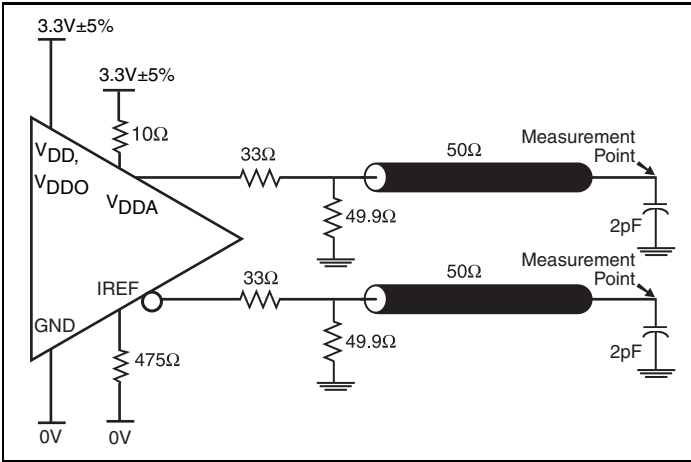 3.3V±5%
3.3V±5%
10Ω
VDD,
VDDO
VDDA
33Ω
50Ω
Measurement
Point
49.9Ω
2pF
IREF
33Ω
50Ω
Measurement
Point
GND
475Ω
49.9Ω
2pF
0V
0V